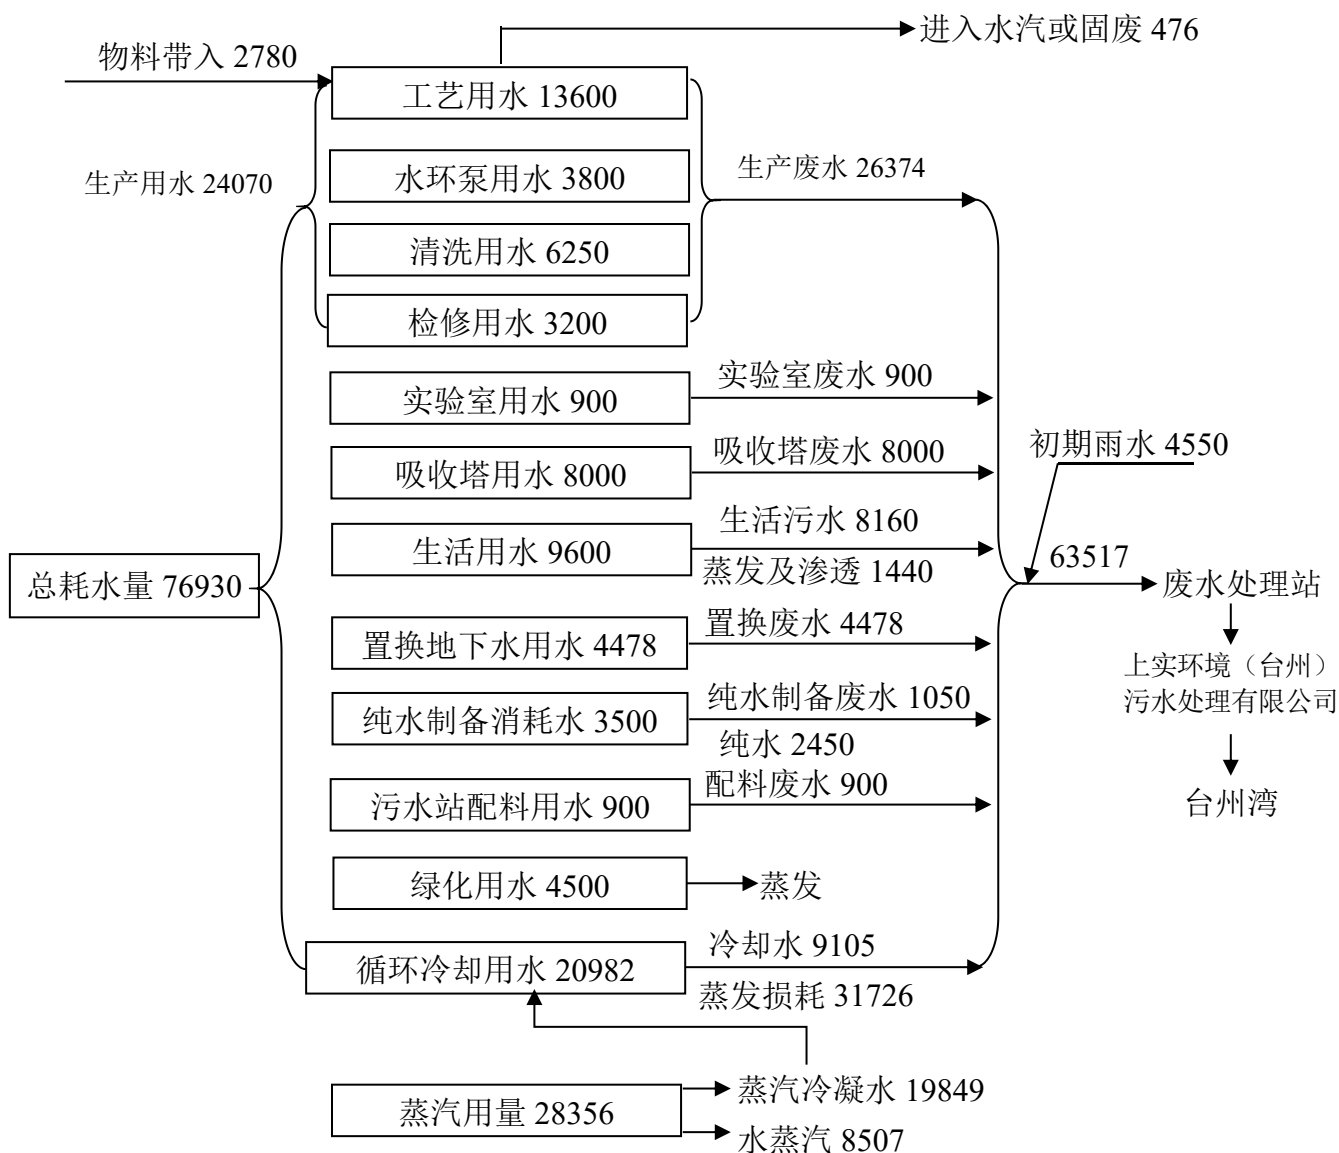 进入水汽或固废 476
物料带入 2780
工艺用水 13600
生产用水 24070
水环泵用水 3800
生产废水 26374
清洗用水 6250
检修用水 3200
实验室用水 900
实验室废水 900
初期雨水 4550
吸收塔用水 8000
吸收塔废水 8000
生活用水 9600
生活污水 8160
蒸发及渗透 1440
总耗水量 76930
63517
废水处理站
置换地下水用水 4478
置换废水 4478
上实环境（台州）
污水处理有限公司
纯水制备消耗水 3500
纯水制备废水 1050
纯水 2450
污水站配料用水 900
配料废水 900
台州湾
绿化用水 4500
蒸发
循环冷却用水 20982
冷却水 9105
蒸发损耗 31726
蒸汽用量 28356
蒸汽冷凝水 19849
水蒸汽 8507